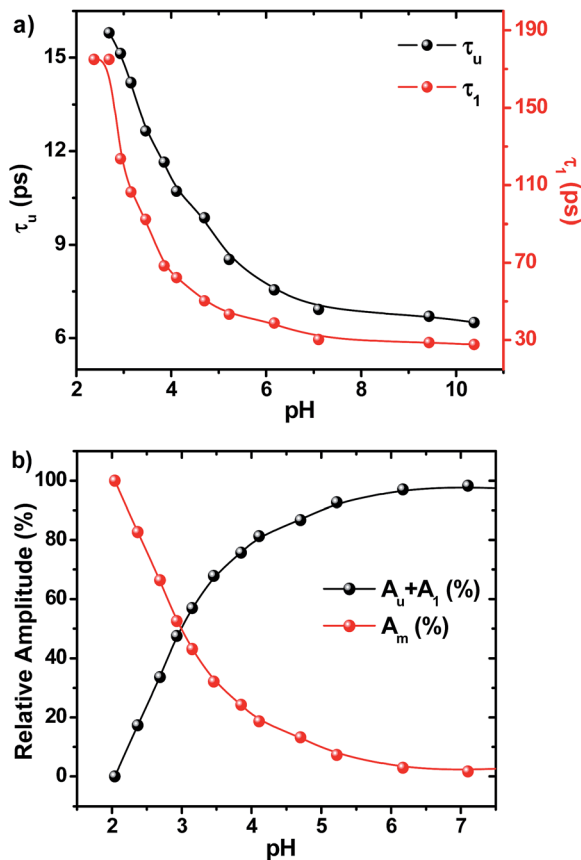 a)
τu
τ1
τu (ps)
15
12
9
6
190
150
110
70
30
τ1 (ps)
2 4 6 8 10
pH
b)
Relative Amplitude (%)
100
80
60
40
20
0
Au+A1 (%)
Am (%)
2 3 4 5 6 7
pH